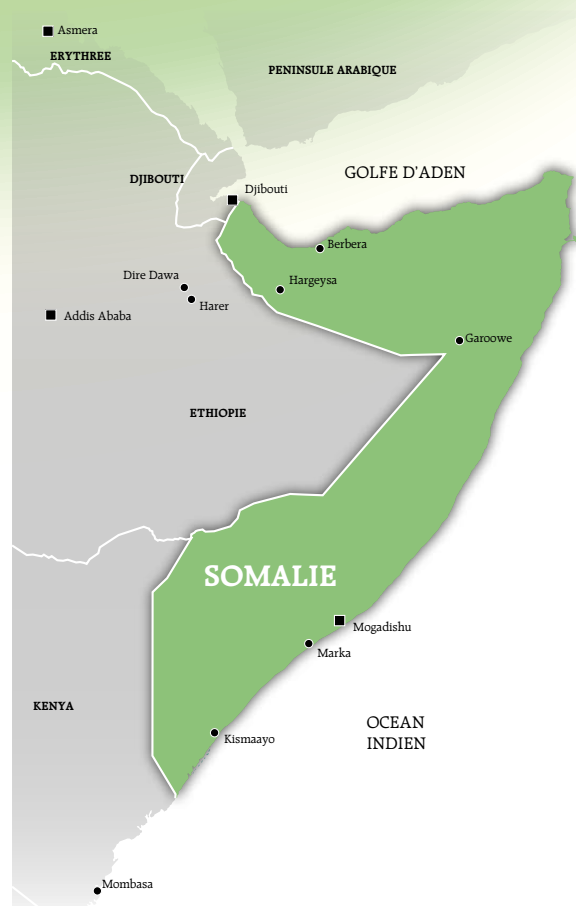 Asmera
ERYTHREE
PENINSULE ARABIQUE
GOLFE D'ADEN
DJIBOUTI
Djibouti
Berbera
Dire Dawa
Hargeysa
Harer
Addis Ababa
Garoowe
ETHIOPIE
SOMALIE
Mogadishu
Marka
KENYA
OCEAN
INDIEN
Kismaayo
Mombasa